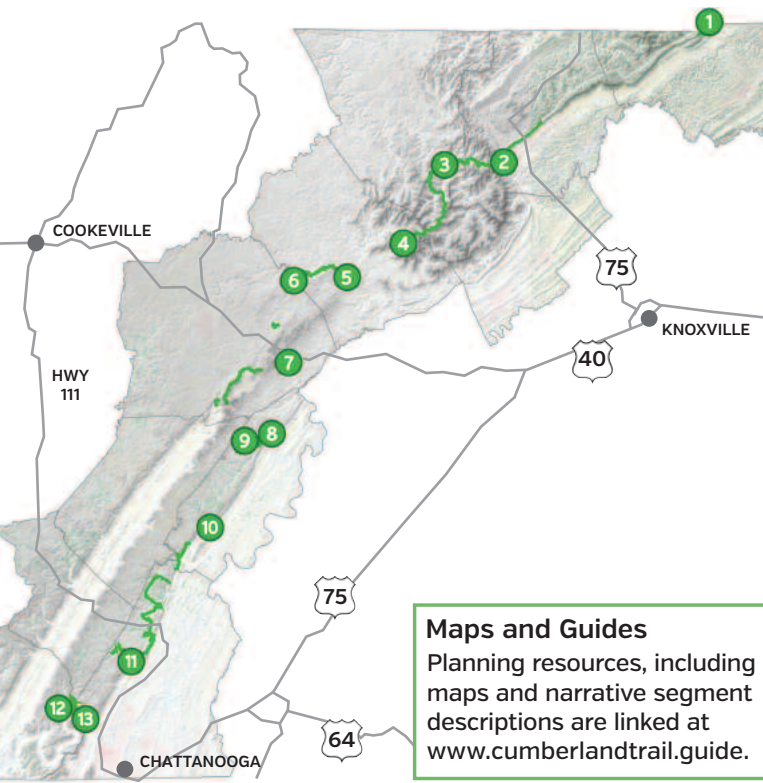 1
2
3
4
COOKEVILLE
75
5
6
KNOXVILLE
40
7
HWY
111
8
9
10
75
11
12
13
64
CHATTANOOGA
Maps and Guides
Planning resources, including
maps and narrative segment
descriptions are linked at
www.cumberlandtrail.guide.